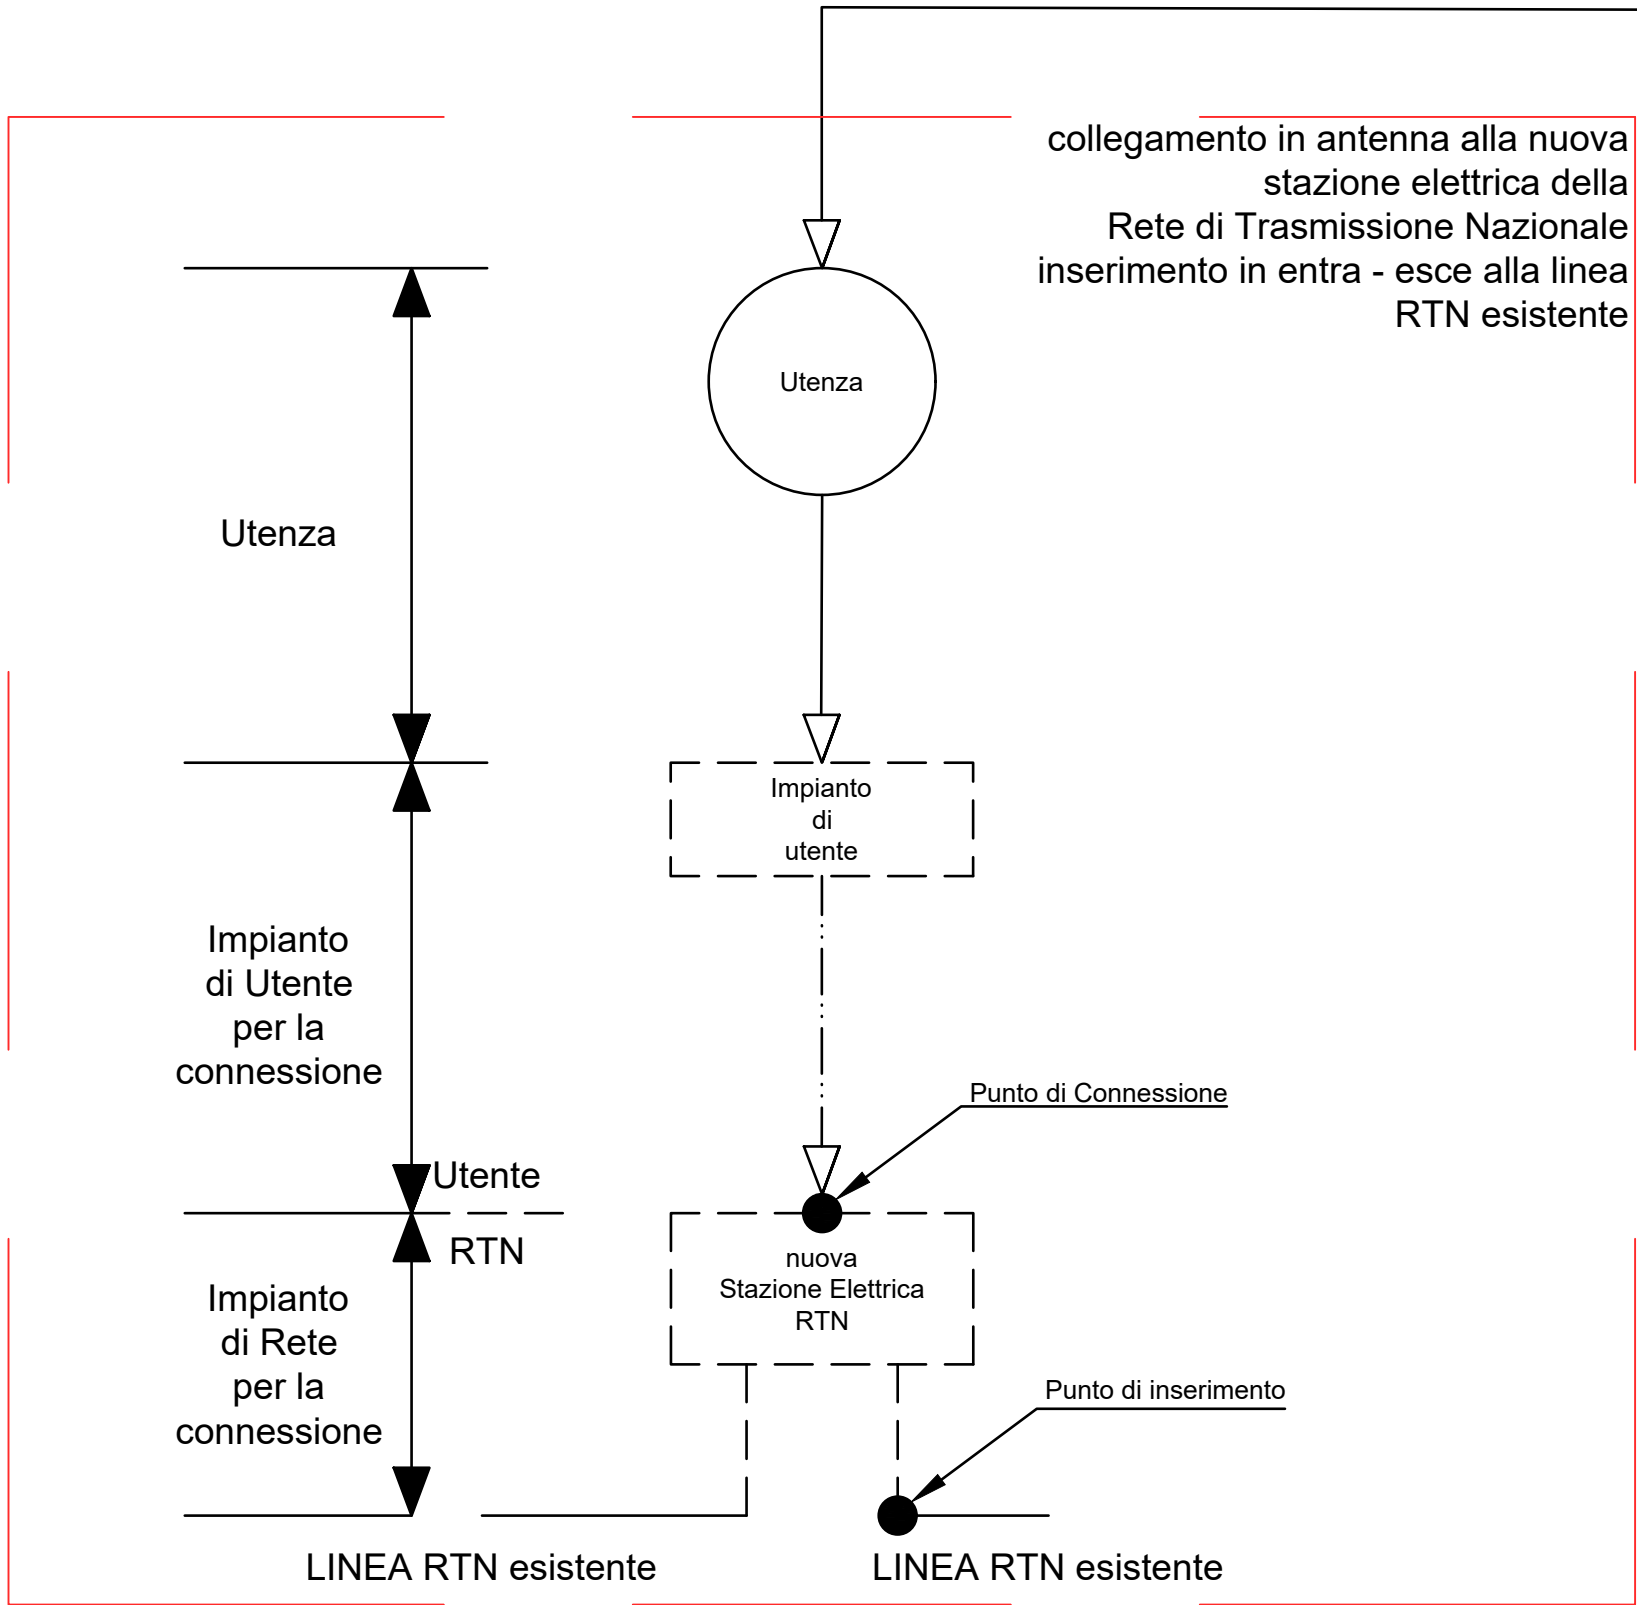 collegamento in antenna alla nuova
stazione elettrica della
Rete di Trasmissione Nazionale
inserimento in entra - esce alla linea
RTN esistente
Utenza
Utenza
Impianto
di
utente
Impianto
di Utente
per la
connessione
Punto di Connessione
Utente
RTN
nuova
Stazione Elettrica
RTN
Impianto
di Rete
per la
connessione
Punto di inserimento
LINEA RTN esistente
LINEA RTN esistente